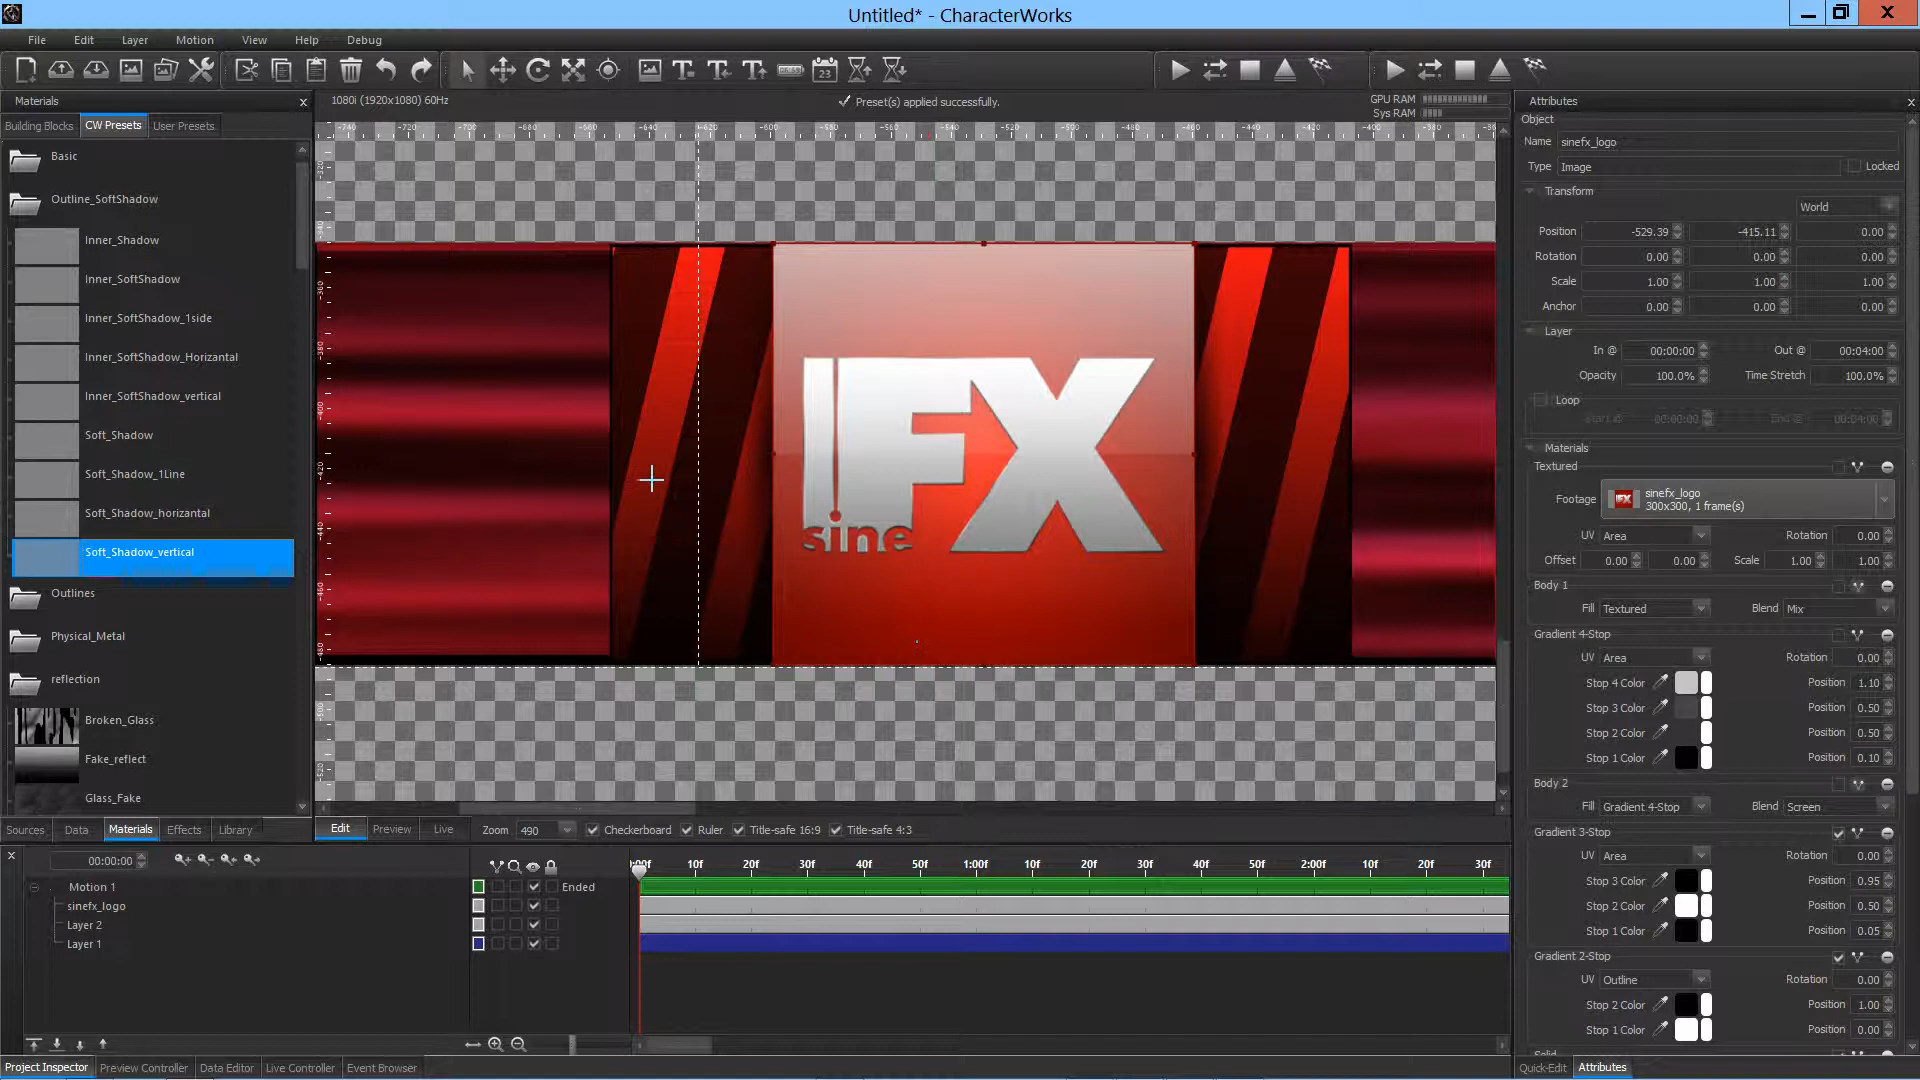 Untitled* - CharacterWorks
File Edit Layer Motion View Help Debug
Materials
Building Blocks CW Presets User Presets
Basic
Outline_SoftShadow
Inner_Shadow
Inner_SoftShadow
Inner_SoftShadow_1side
Inner_SoftShadow_Horizantal
Inner_SoftShadow_vertical
Soft_Shadow
Soft_Shadow_1Line
Soft_Shadow_horizantal
Soft_Shadow_vertical
Outlines
Physical_Metal
reflection
Broken_Glass
Fake_reflect
Glass_Fake
Sources Data Materials Effects Library
1080i (1920x1080) 60Hz
Preset(s) applied successfully.
GPU RAM
Sys RAM
23
FX
sine
Edit Preview Live Zoom 490 Checkerboard Ruler Title-safe 16:9 Title-safe 4:3
Attributes
Object
Name sinefx_logo
Type Image Locked
Transform
World
Position -529.39 -415.11 0.00
Rotation 0.00 0.00 0.00
Scale 1.00 1.00 1.00
Anchor 0.00 0.00 0.00
Layer
In @ 00:00:00 Out @ 00:04:00
Opacity 100.0% Time Stretch 100.0%
Loop
Start @ 00:00:00 End @ 00:04:00
Materials
Textured
Footage sinefx_logo
300x300, 1 frame(s)
UV Area Rotation 0.00
Offset 0.00 0.00 Scale 1.00 1.00
Body 1
Fill Textured Blend Mix
Gradient 4-Stop
UV Area Rotation 0.00
Stop 4 Color Position 1.10
Stop 3 Color Position 0.50
Stop 2 Color Position 0.50
Stop 1 Color Position 0.10
Body 2
Fill Gradient 4-Stop Blend Screen
Gradient 3-Stop
UV Area Rotation 0.00
Stop 3 Color Position 0.95
Stop 2 Color Position 0.50
Stop 1 Color Position 0.05
Gradient 2-Stop
UV Outline Rotation 0.00
Stop 2 Color Position 1.00
Stop 1 Color Position 0.00
Solid
Quick-Edit Attributes
00:00:00
0:00f 10f 20f 30f 40f 50f 1:00f 10f 20f 30f 40f 50f 2:00f 10f 20f 30f
Motion 1 Ended
sinefx_logo
Layer 2
Layer 1
Project Inspector Preview Controller Data Editor Live Controller Event Browser